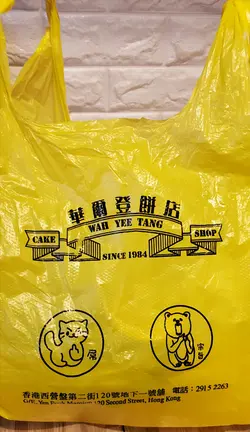 華爾登餅店
WAH YEE TANG
CAKE SHOP
SINCE 1984
香港西營盤第二街120號地下一號舖 電話：2915 2263
G/F, 120 Second Street, Hong Kong